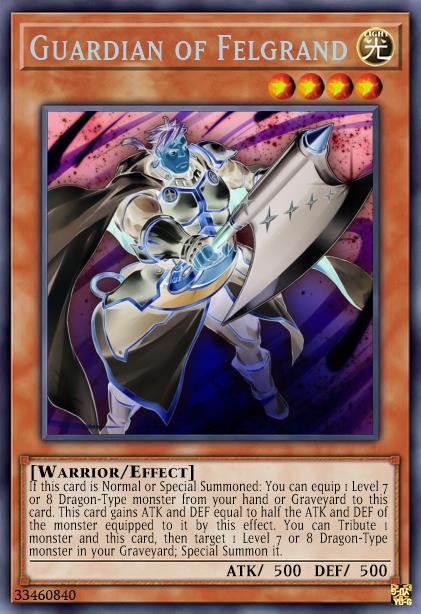 GUARDIAN OF FELGRAND
LIGHT
光
[WARRIOR/EFFECT]
If this card is Normal or Special Summoned: You can equip 1 Level 7
or 8 Dragon-Type monster from your hand or Graveyard to this
card. This card gains ATK and DEF equal to half the ATK and DEF of
the monster equipped to it by this effect. You can Tribute 1
monster and this card, then target 1 Level 7 or 8 Dragon-Type
monster in your Graveyard; Special Summon it.
ATK/ 500 DEF/ 500
33460840